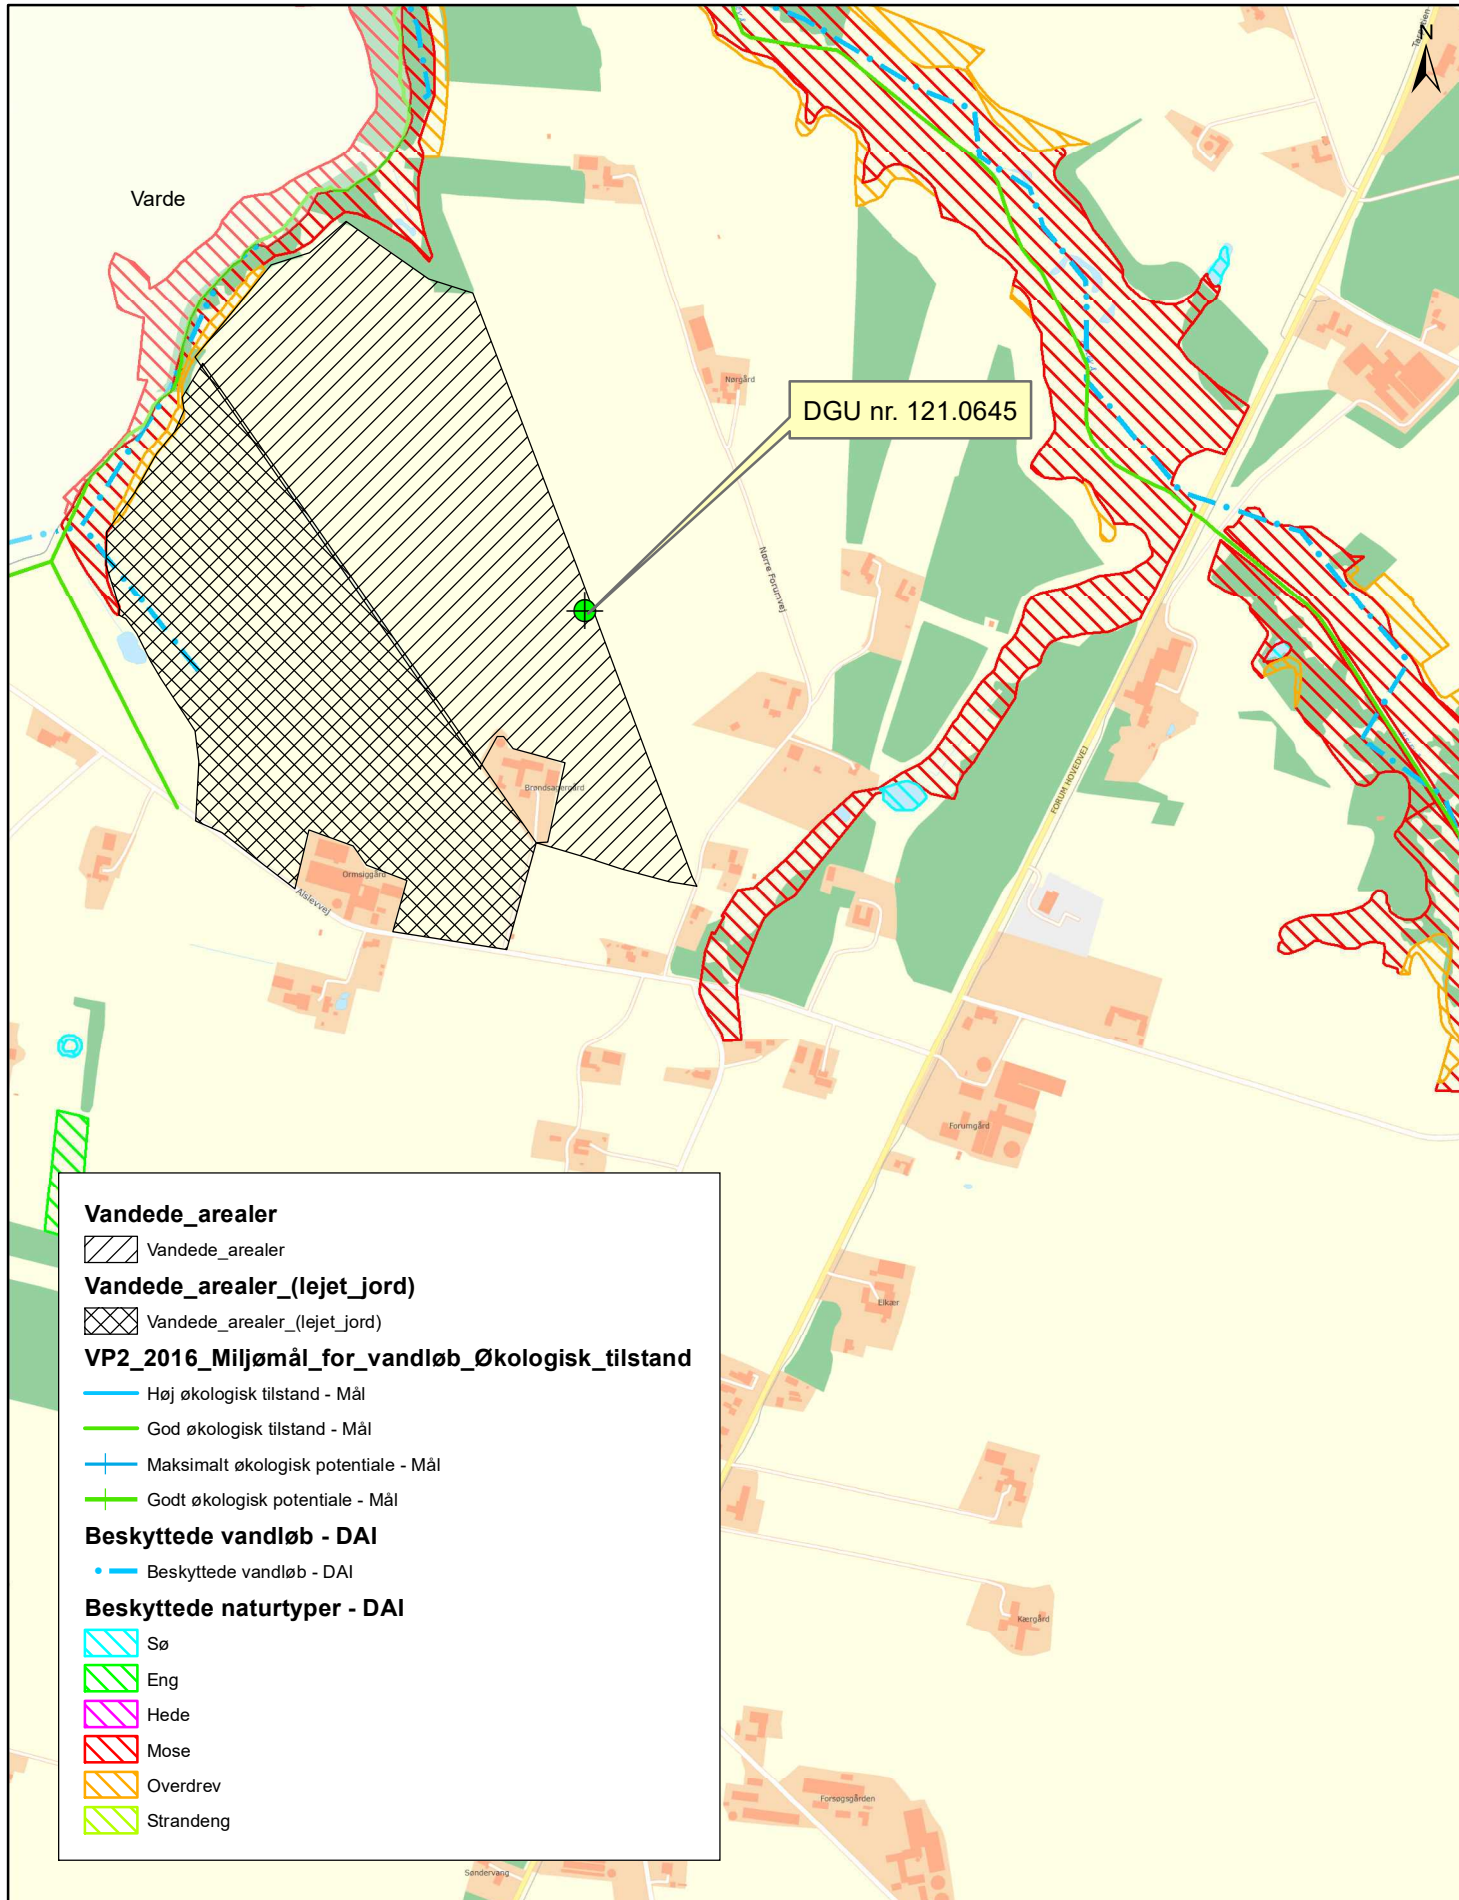 N
Varde
Nørgård
DGU nr. 121.0645
Nørre Forumvej
Brøndsagergård
FORUM HOVEDVEJ
Ormsiggård
Alslevvej
Forumgård
Vandede_arealer
Vandede_arealer
Vandede_arealer_(lejet_jord)
Vandede_arealer_(lejet_jord)
VP2_2016_Miljømål_for_vandløb_Økologisk_tilstand
Høj økologisk tilstand - Mål
God økologisk tilstand - Mål
Maksimalt økologisk potentiale - Mål
Godt økologisk potentiale - Mål
Beskyttede vandløb - DAI
Beskyttede vandløb - DAI
Beskyttede naturtyper - DAI
Sø
Eng
Hede
Mose
Overdrev
Strandeng
Elkær
Kærgård
Forsøgsgården
Søndervang